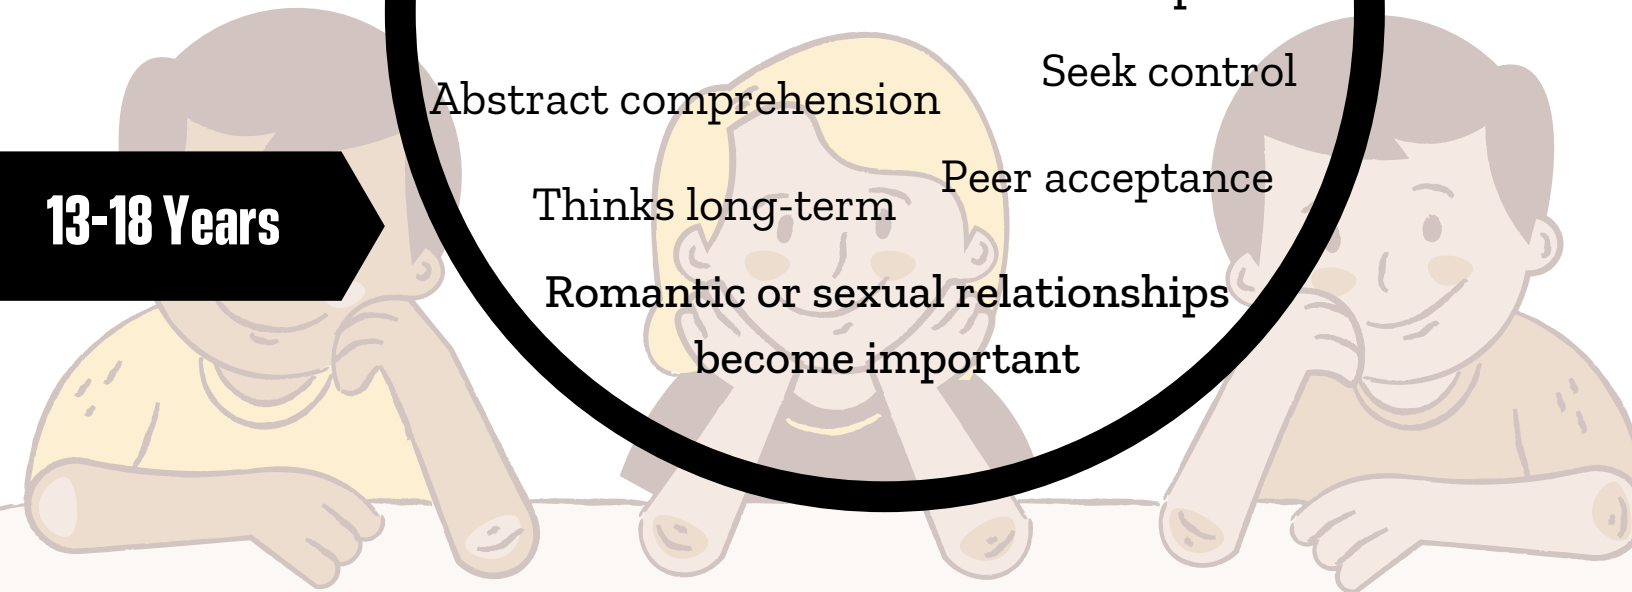 Seek control
Abstract comprehension
Peer acceptance
13-18 Years
Thinks long-term
Romantic or sexual relationships
become important